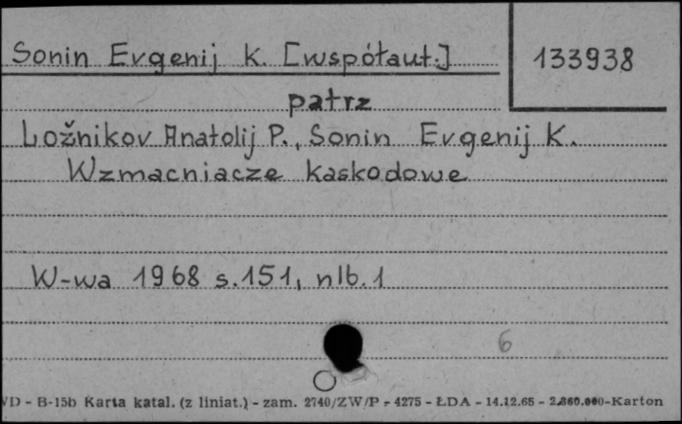 Sonin Evgenij K. [współaut.]
133938
patrz
Ložnikov Anatolij P., Sonin Evgenij K.
Wzmacniacze kaskodowe
W-wa 1968 s.151, nlb.1
6
WD - B-15b Karta katal. (z liniat.) - zam. 2740/ZW/P - 4275 - ŁDA - 14.12.65 - 2.860.000-Karton